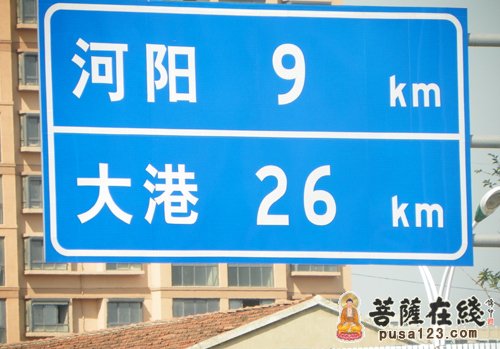 河阳 9 km
大港 26 km
菩薩在綫
pusa123.com